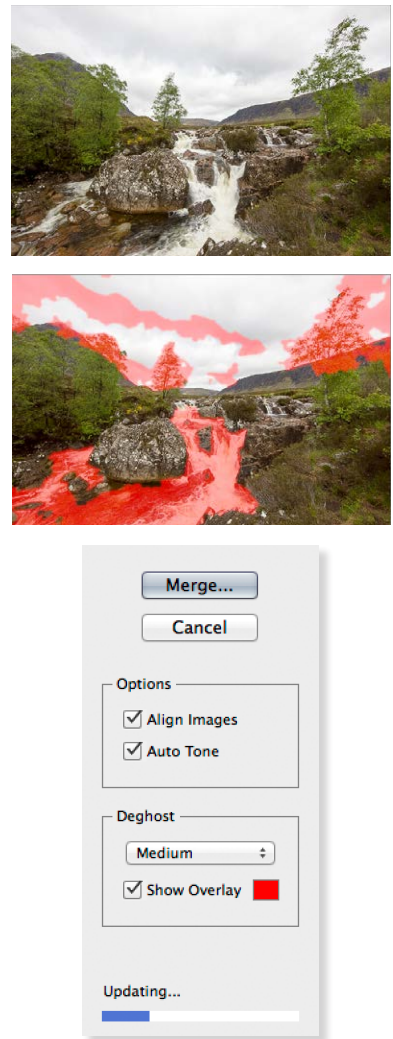 Merge...
Cancel
Options
Align Images
Auto Tone
Deghost
Medium
Show Overlay
Updating...